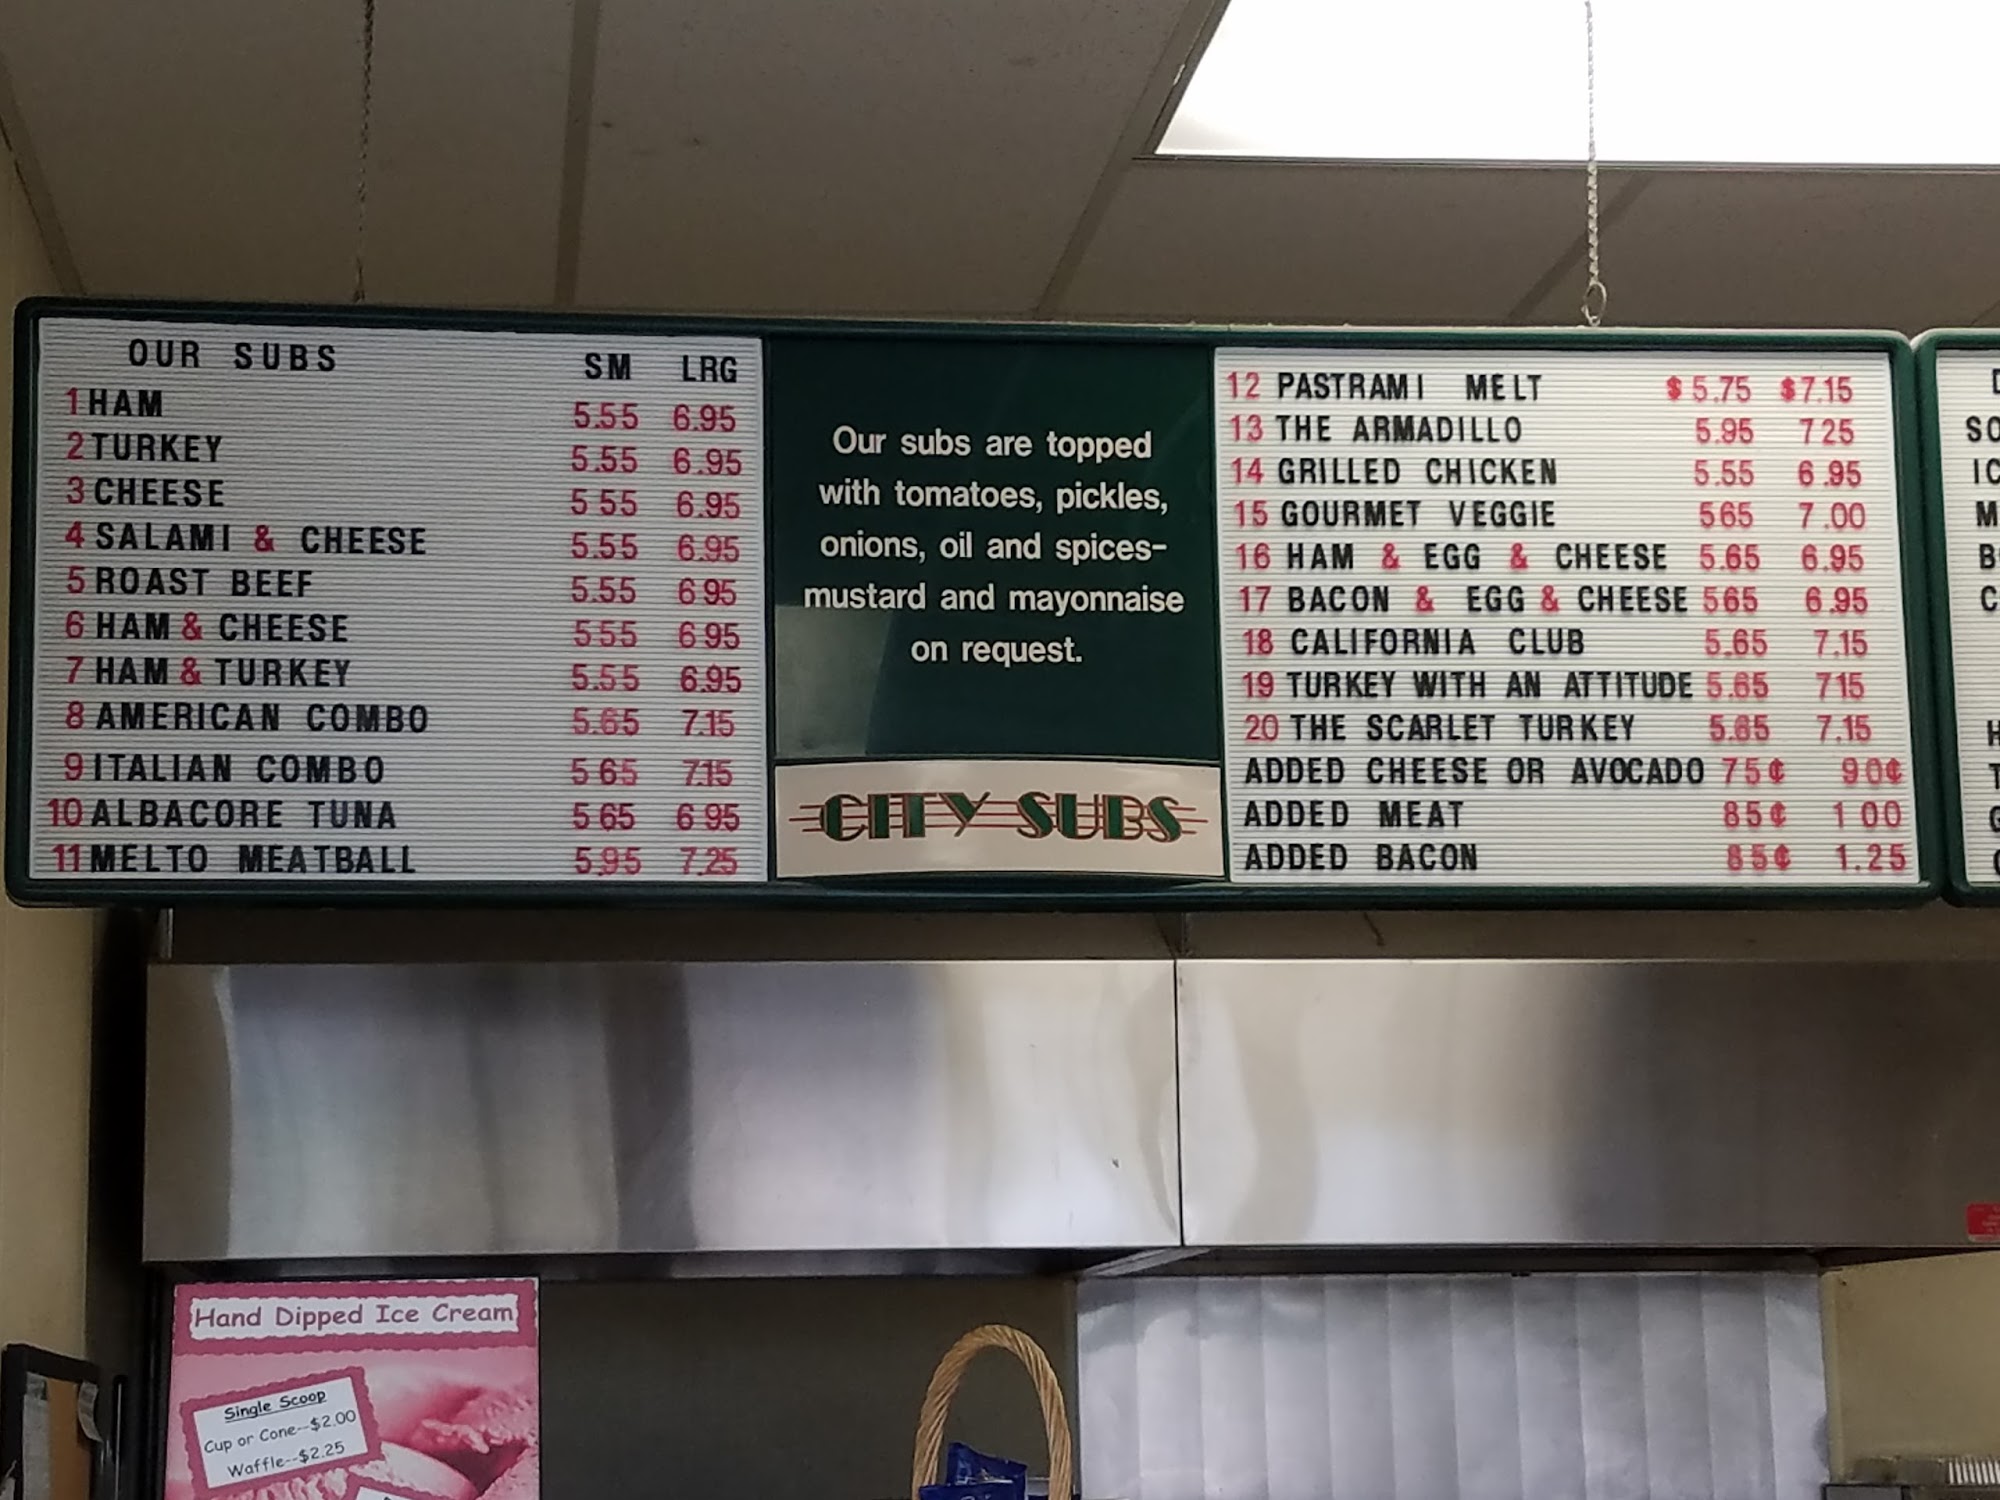 OUR SUBS SM LRG
1 HAM 5.55 6.95
2 TURKEY 5.55 6.95
3 CHEESE 5 55 6.95
4 SALAMI & CHEESE 5.55 6.95
5 ROAST BEEF 5.55 6 95
6 HAM & CHEESE 5 55 6 95
7 HAM & TURKEY 5.55 6.95
8 AMERICAN COMBO 5.65 7.15
9 ITALIAN COMBO 5 65 7.15
10 ALBACORE TUNA 5 65 6 95
11 MELTO MEATBALL 5.95 7.25
Our subs are topped
with tomatoes, pickles,
onions, oil and spices-
mustard and mayonnaise
on request.
CITY SUBS
12 PASTRAMI MELT $ 5.75 $7.15
13 THE ARMADILLO 5.95 7 25
14 GRILLED CHICKEN 5.55 6.95
15 GOURMET VEGGIE 5 65 7.00
16 HAM & EGG & CHEESE 5.65 6.95
17 BACON & EGG & CHEESE 5 65 6.95
18 CALIFORNIA CLUB 5.65 7.15
19 TURKEY WITH AN ATTITUDE 5.65 7 15
20 THE SCARLET TURKEY 5.65 7.15
ADDED CHEESE OR AVOCADO 75¢ 90¢
ADDED MEAT 85¢ 1 00
ADDED BACON 85¢ 1.25
Hand Dipped Ice Cream
Single Scoop
Cup or Cone--$2.00
Waffle--$2.25